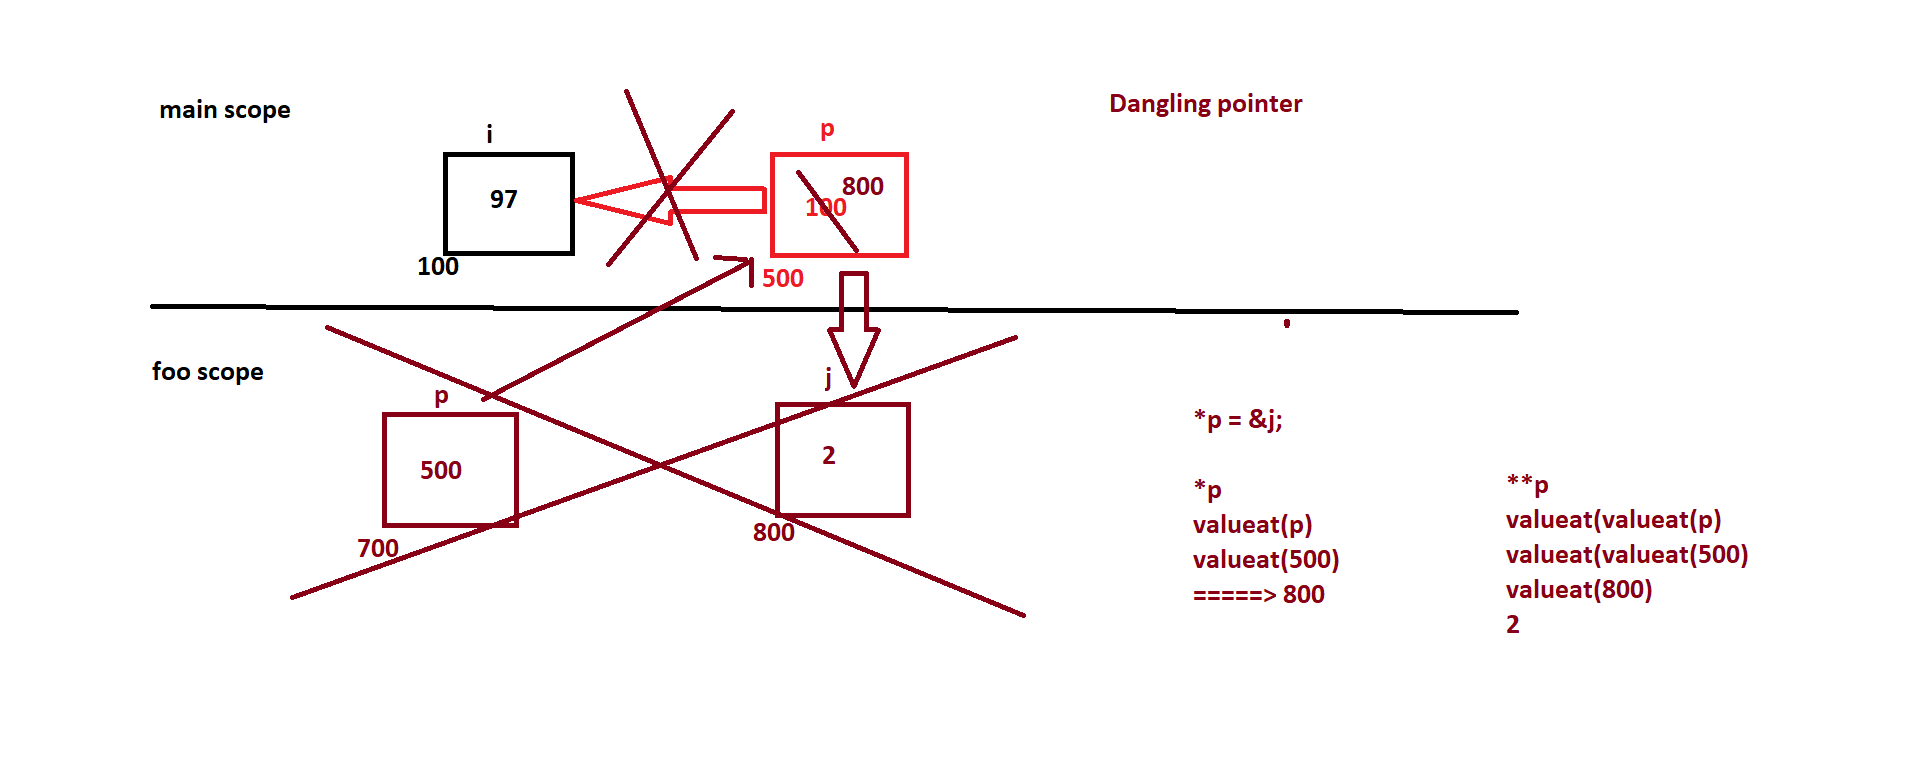 main scope
Dangling pointer
i
p
97
800
100
100
500
foo scope
p
j
500
2
700
800
*p = &j;
*p
valueat(p)
valueat(500)
=====> 800
**p
valueat(valueat(p)
valueat(valueat(500)
valueat(800)
2